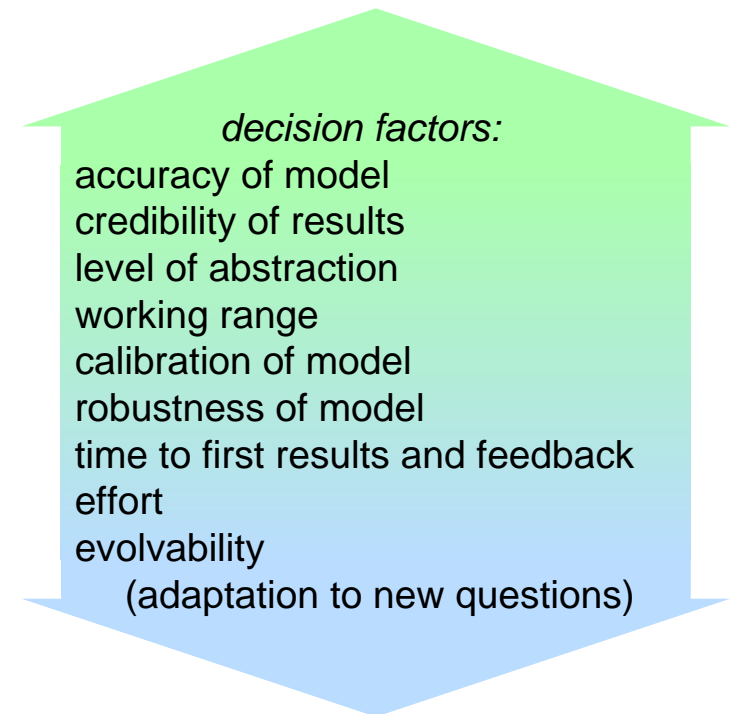 decision factors:
accuracy of model
credibility of results
level of abstraction
working range
calibration of model
robustness of model
time to first results and feedback
effort
evolvability
(adaptation to new questions)